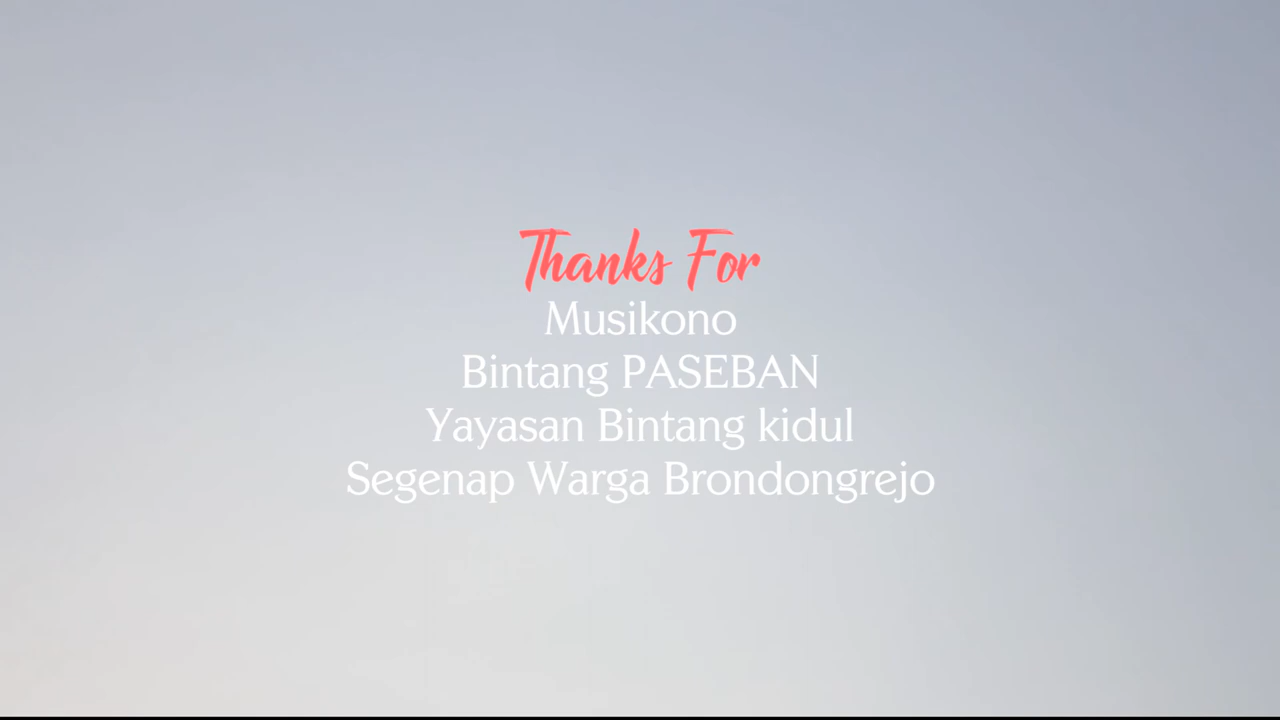 Thanks For
Musikono
Bintang PASEBAN
Yayasan Bintang kidul
Segenap Warga Brondongrejo